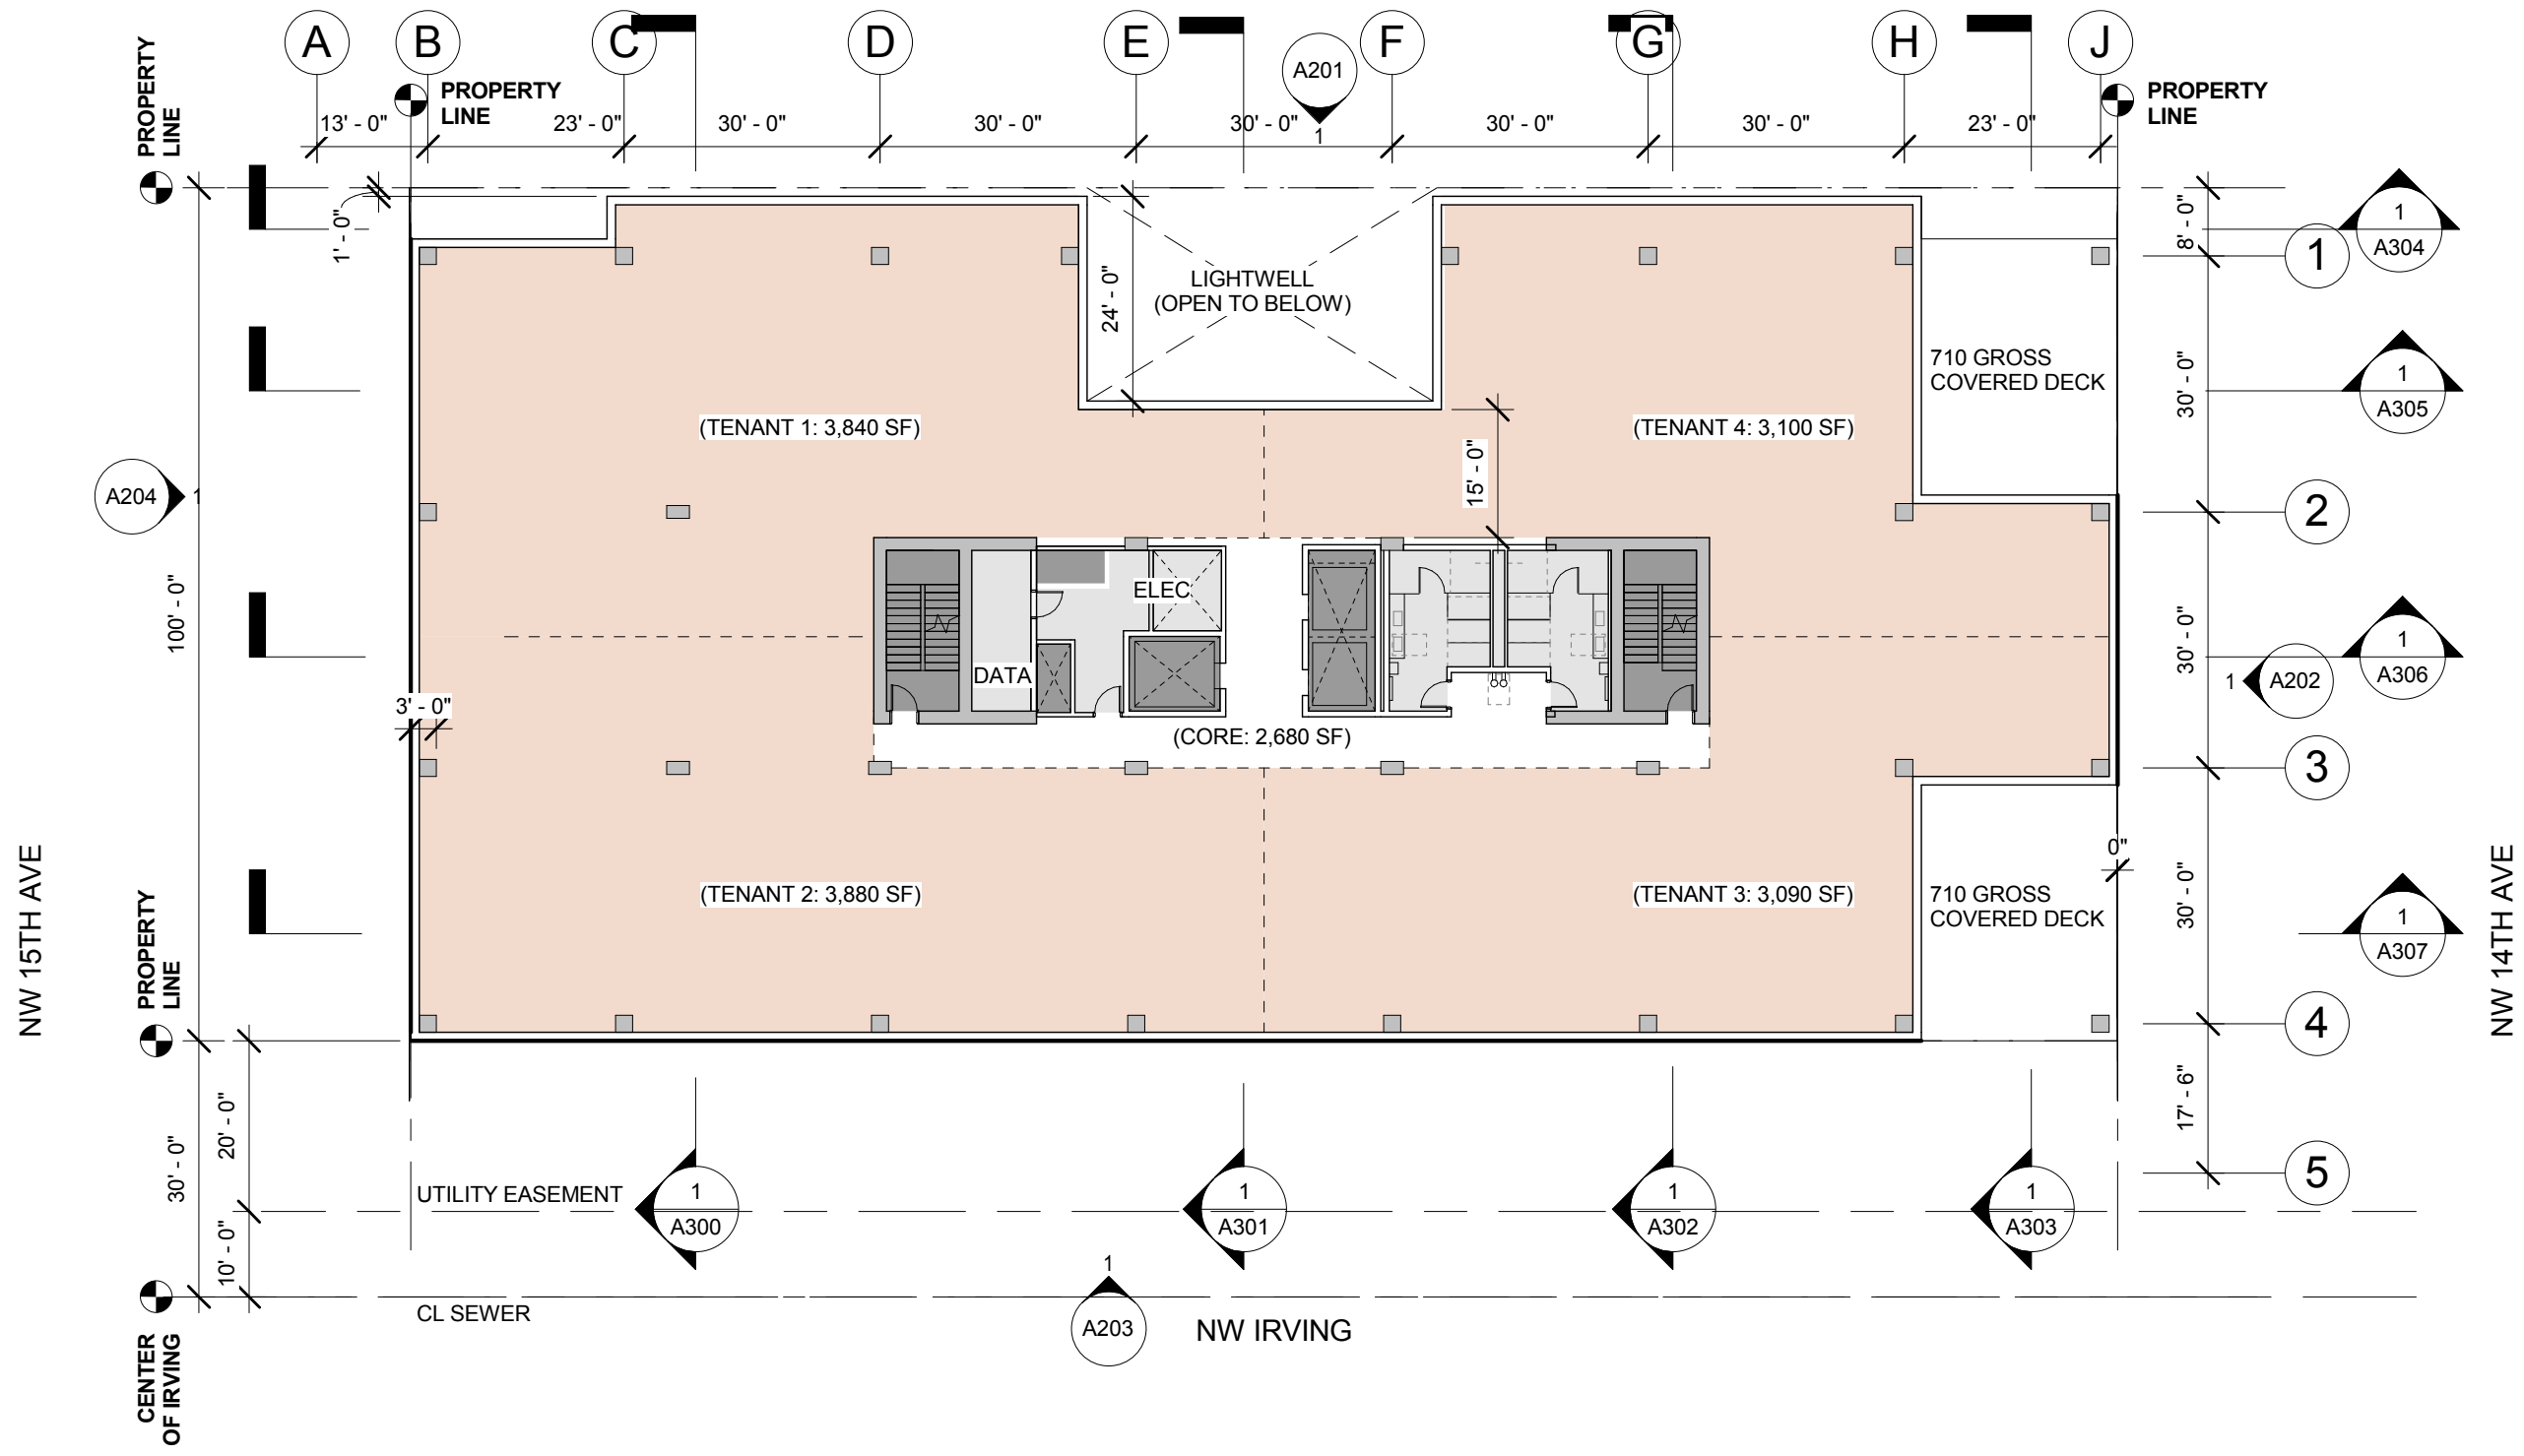 A
B
C
D
E
F
G
H
J
A201
1
PROPERTY
LINE
PROPERTY
LINE
PROPERTY
LINE
13' - 0"
23' - 0"
30' - 0"
30' - 0"
30' - 0"
30' - 0"
30' - 0"
23' - 0"
1' - 0"
8' - 0"
1
A304
1
24' - 0"
LIGHTWELL
(OPEN TO BELOW)
710 GROSS
COVERED DECK
30' - 0"
1
A305
(TENANT 1: 3,840 SF)
(TENANT 4: 3,100 SF)
15' - 0"
A204
1
2
100' - 0"
ELEC
DATA
30' - 0"
1
A306
1
A202
3' - 0"
(CORE: 2,680 SF)
3
0"
(TENANT 2: 3,880 SF)
(TENANT 3: 3,090 SF)
710 GROSS
COVERED DECK
30' - 0"
1
A307
NW 15TH AVE
NW 14TH AVE
PROPERTY
LINE
4
20' - 0"
30' - 0"
10' - 0"
17' - 6"
5
UTILITY EASEMENT
1
A300
1
A301
1
A302
1
A303
CL SEWER
1
A203
NW IRVING
CENTER
OF IRVING